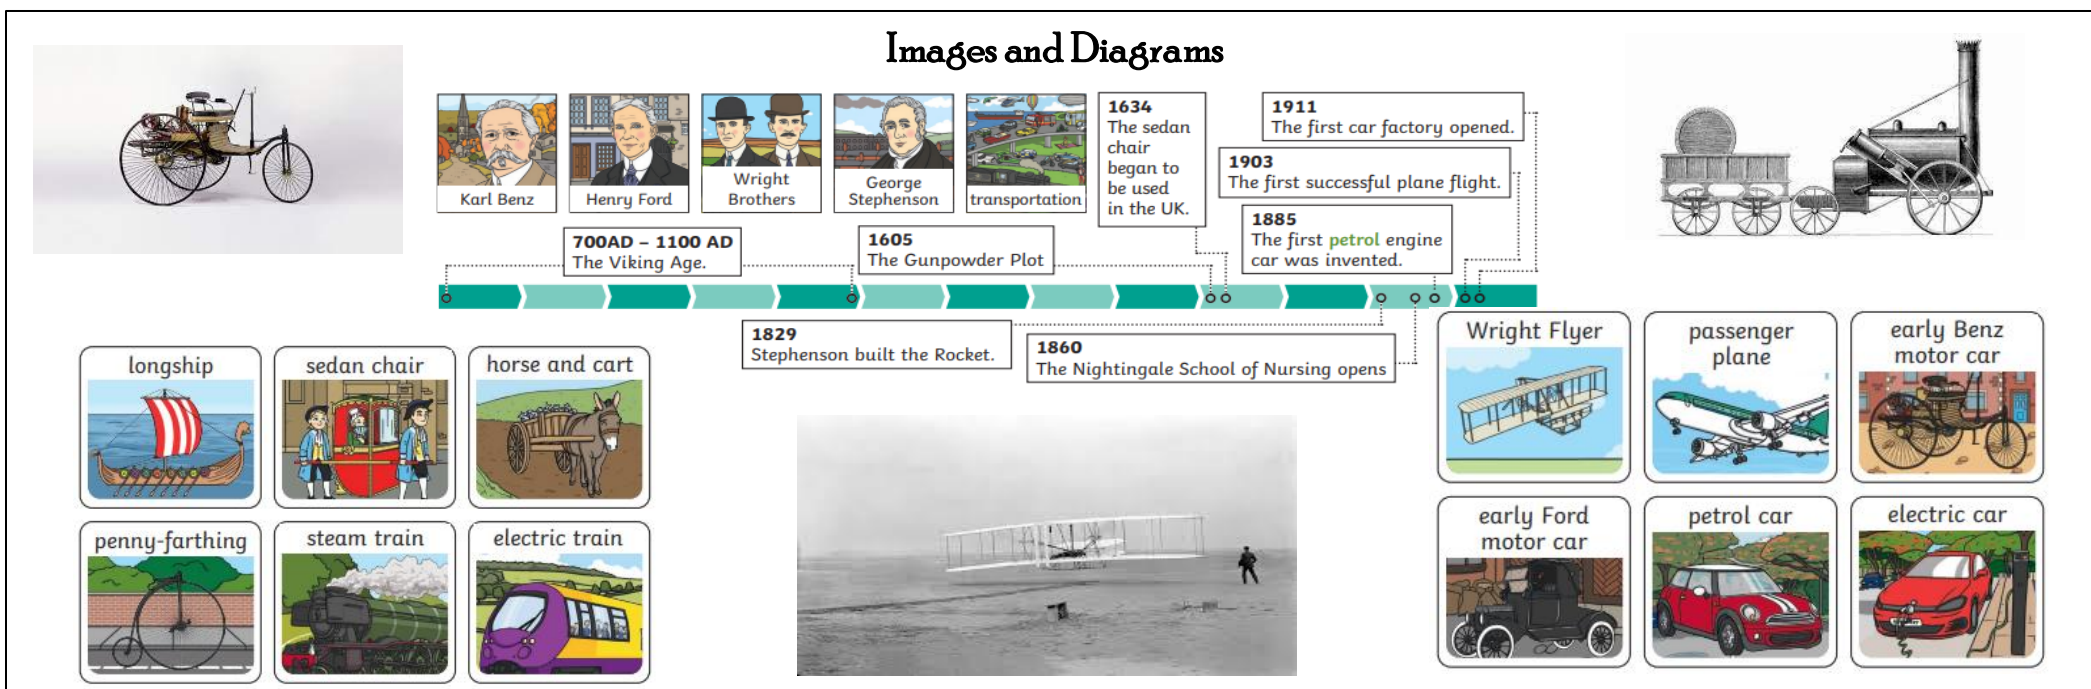 Images and Diagrams
Karl Benz
Henry Ford
Wright
Brothers
George
Stephenson
transportation
1634
The sedan
chair
began to
be used
in the UK.
1911
The first car factory opened.
1903
The first successful plane flight.
1885
The first petrol engine
car was invented.
700AD – 1100 AD
The Viking Age.
1605
The Gunpowder Plot
1829
Stephenson built the Rocket.
1860
The Nightingale School of Nursing opens
longship
sedan chair
horse and cart
penny-farthing
steam train
electric train
Wright Flyer
passenger
plane
early Benz
motor car
early Ford
motor car
petrol car
electric car